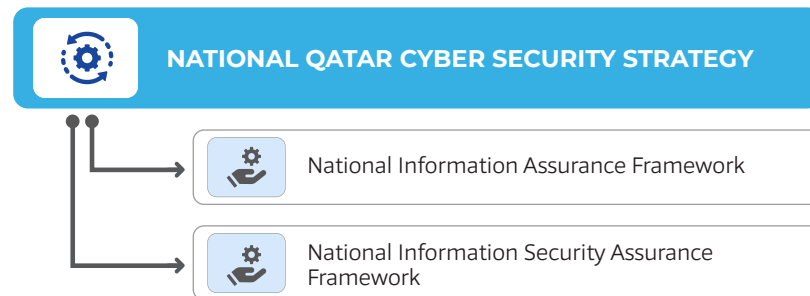 NATIONAL QATAR CYBER SECURITY STRATEGY
National Information Assurance Framework
National Information Security Assurance
Framework